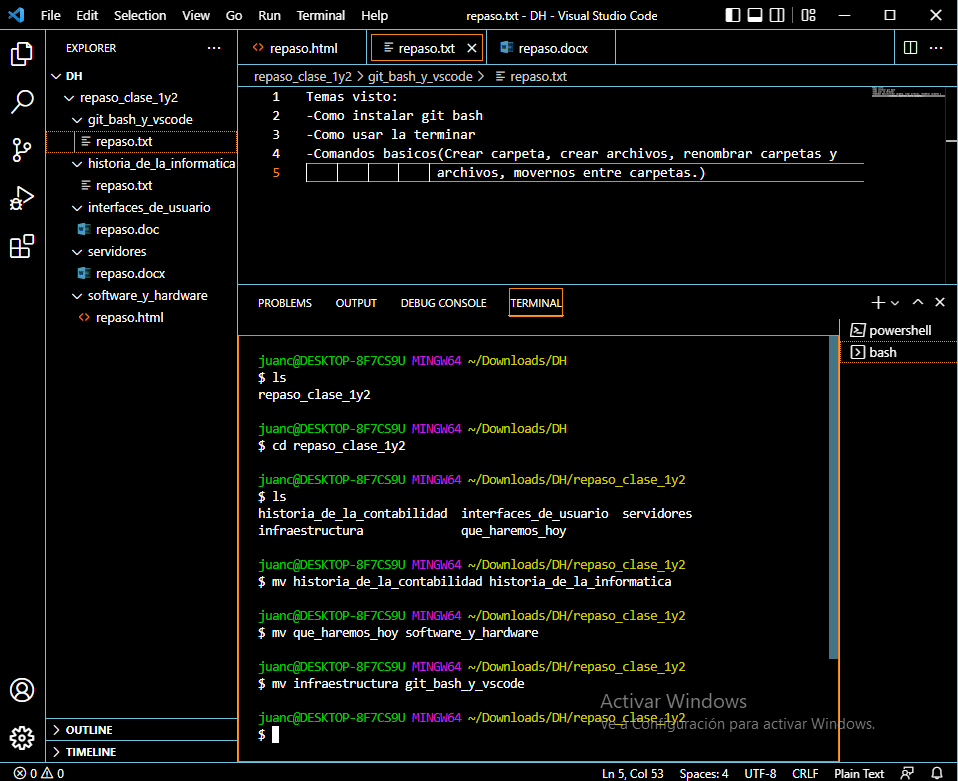 File Edit Selection View Go Run Terminal Help repaso.txt - DH - Visual Studio Code
EXPLORER ...
DH
repaso_clase_1y2
git_bash_y_vscode
repaso.txt
historia_de_la_informatica
repaso.txt
interfaces_de_usuario
repaso.doc
servidores
repaso.docx
software_y_hardware
repaso.html
OUTLINE
TIMELINE
repaso.html repaso.txt repaso.docx
repaso_clase_1y2 > git_bash_y_vscode > repaso.txt
1 Temas visto:
2 -Como instalar git bash
3 -Como usar la terminar
4 -Comandos basicos(Crear carpeta, crear archivos, renombrar carpetas y
5 archivos, movernos entre carpetas.)
PROBLEMS OUTPUT DEBUG CONSOLE TERMINAL
powershell
bash
juanc@DESKTOP-8F7CS9U MINGW64 ~/Downloads/DH
$ ls
repaso_clase_1y2
juanc@DESKTOP-8F7CS9U MINGW64 ~/Downloads/DH
$ cd repaso_clase_1y2
juanc@DESKTOP-8F7CS9U MINGW64 ~/Downloads/DH/repaso_clase_1y2
$ ls
historia_de_la_contabilidad interfaces_de_usuario servidores
infraestructura que_haremos_hoy
juanc@DESKTOP-8F7CS9U MINGW64 ~/Downloads/DH/repaso_clase_1y2
$ mv historia_de_la_contabilidad historia_de_la_informatica
juanc@DESKTOP-8F7CS9U MINGW64 ~/Downloads/DH/repaso_clase_1y2
$ mv que_haremos_hoy software_y_hardware
juanc@DESKTOP-8F7CS9U MINGW64 ~/Downloads/DH/repaso_clase_1y2
$ mv infraestructura git_bash_y_vscode
juanc@DESKTOP-8F7CS9U MINGW64 ~/Downloads/DH/repaso_clase_1y2
$
Activar Windows
Ve a Configuración para activar Windows.
0 0 Ln 5, Col 53 Spaces: 4 UTF-8 CRLF Plain Text